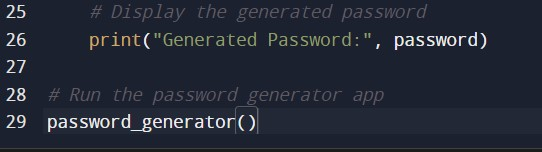 25 # Display the generated password
26 print("Generated Password:", password)
27
28 # Run the password generator app
29 password_generator()